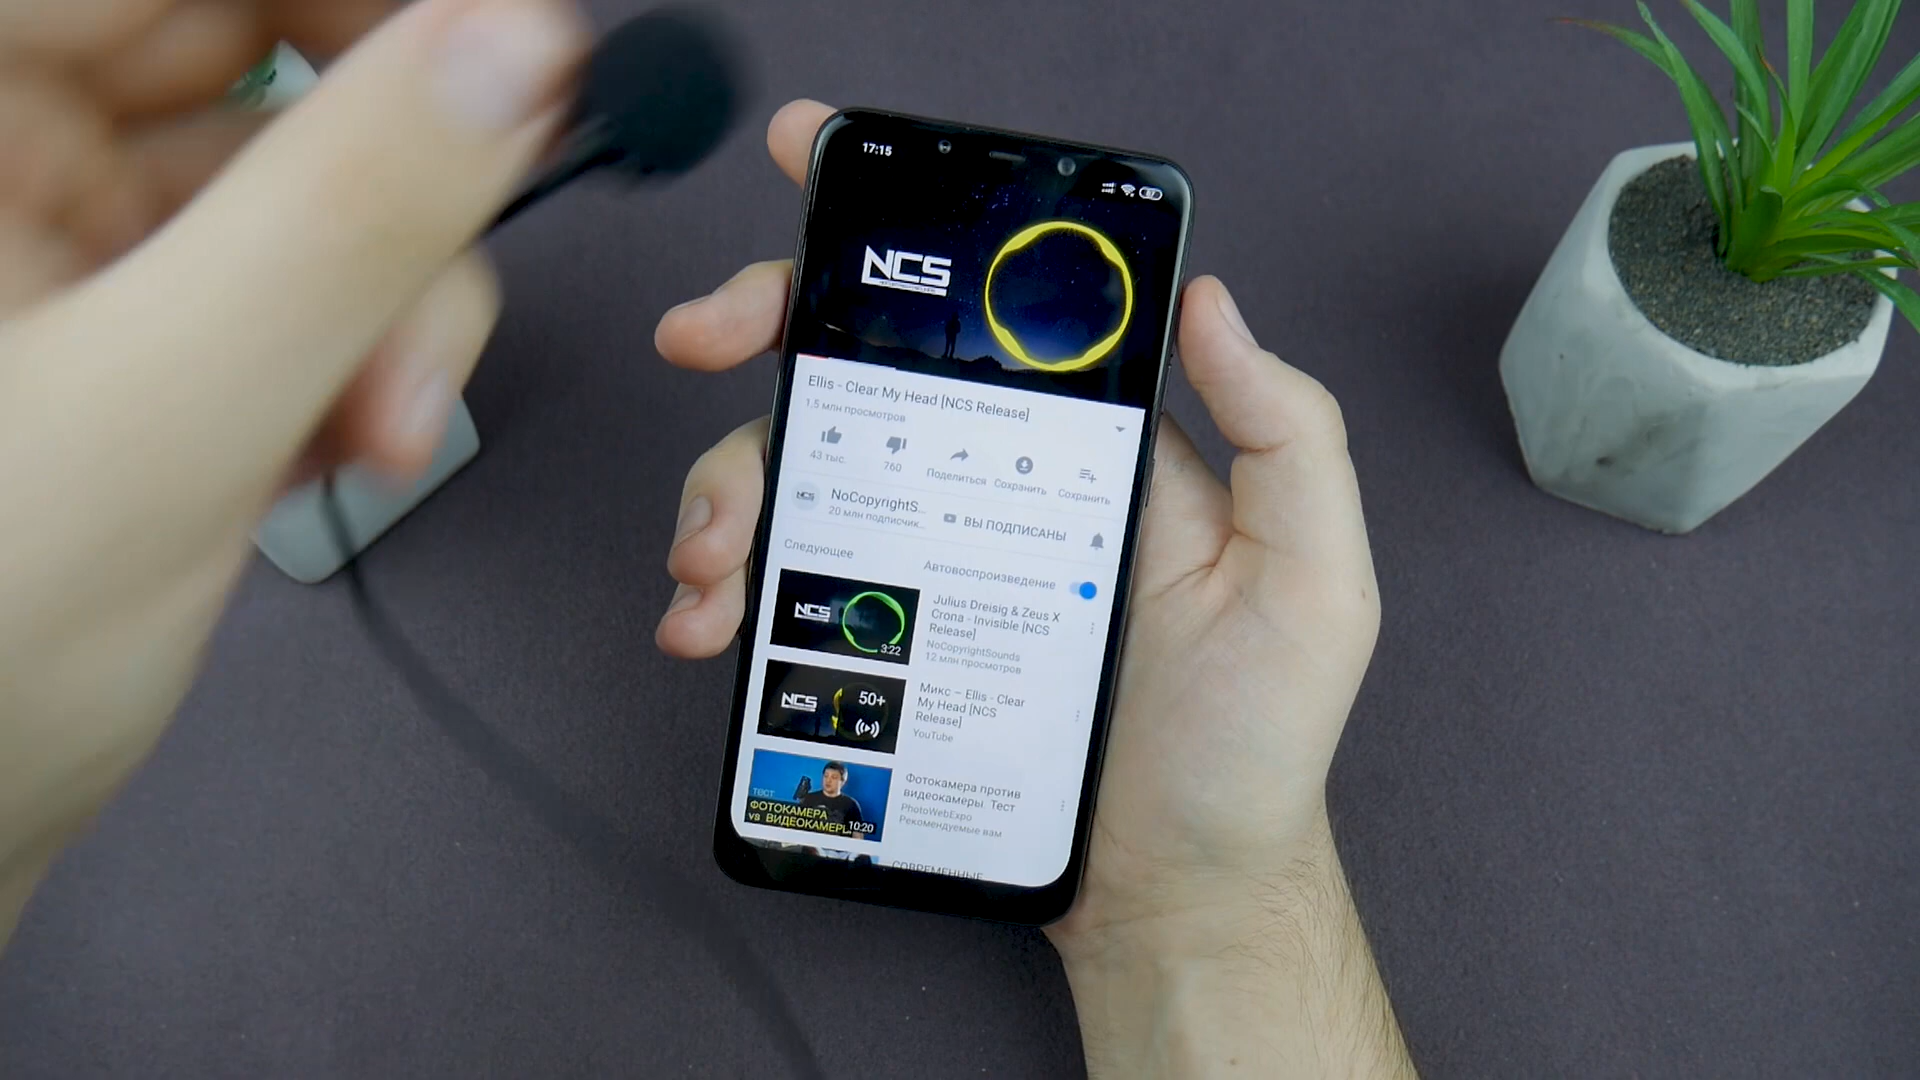 17:15
57
NCS
Ellis - Clear My Head [NCS Release]
1,5 млн просмотров
43 тыс.
760
Поделиться
Сохранить
Сохранить
NCS
NoCopyrightS...
20 млн подписчик...
ВЫ ПОДПИСАНЫ
Следующее
Автовоспроизведение
NCS
3:22
Julius Dreisig & Zeus X
Crona - Invisible [NCS
Release]
NoCopyrightSounds
12 млн просмотров
NCS
50+
Микс – Ellis - Clear
My Head [NCS
Release]
YouTube
ТЕСТ
ФОТОКАМЕРА
vs ВИДЕОКАМЕРЫ
10:20
Фотокамера против
видеокамеры Тест
PhotoWebExpo
Рекомендуемые вам
СОВРЕМЕННЫЕ